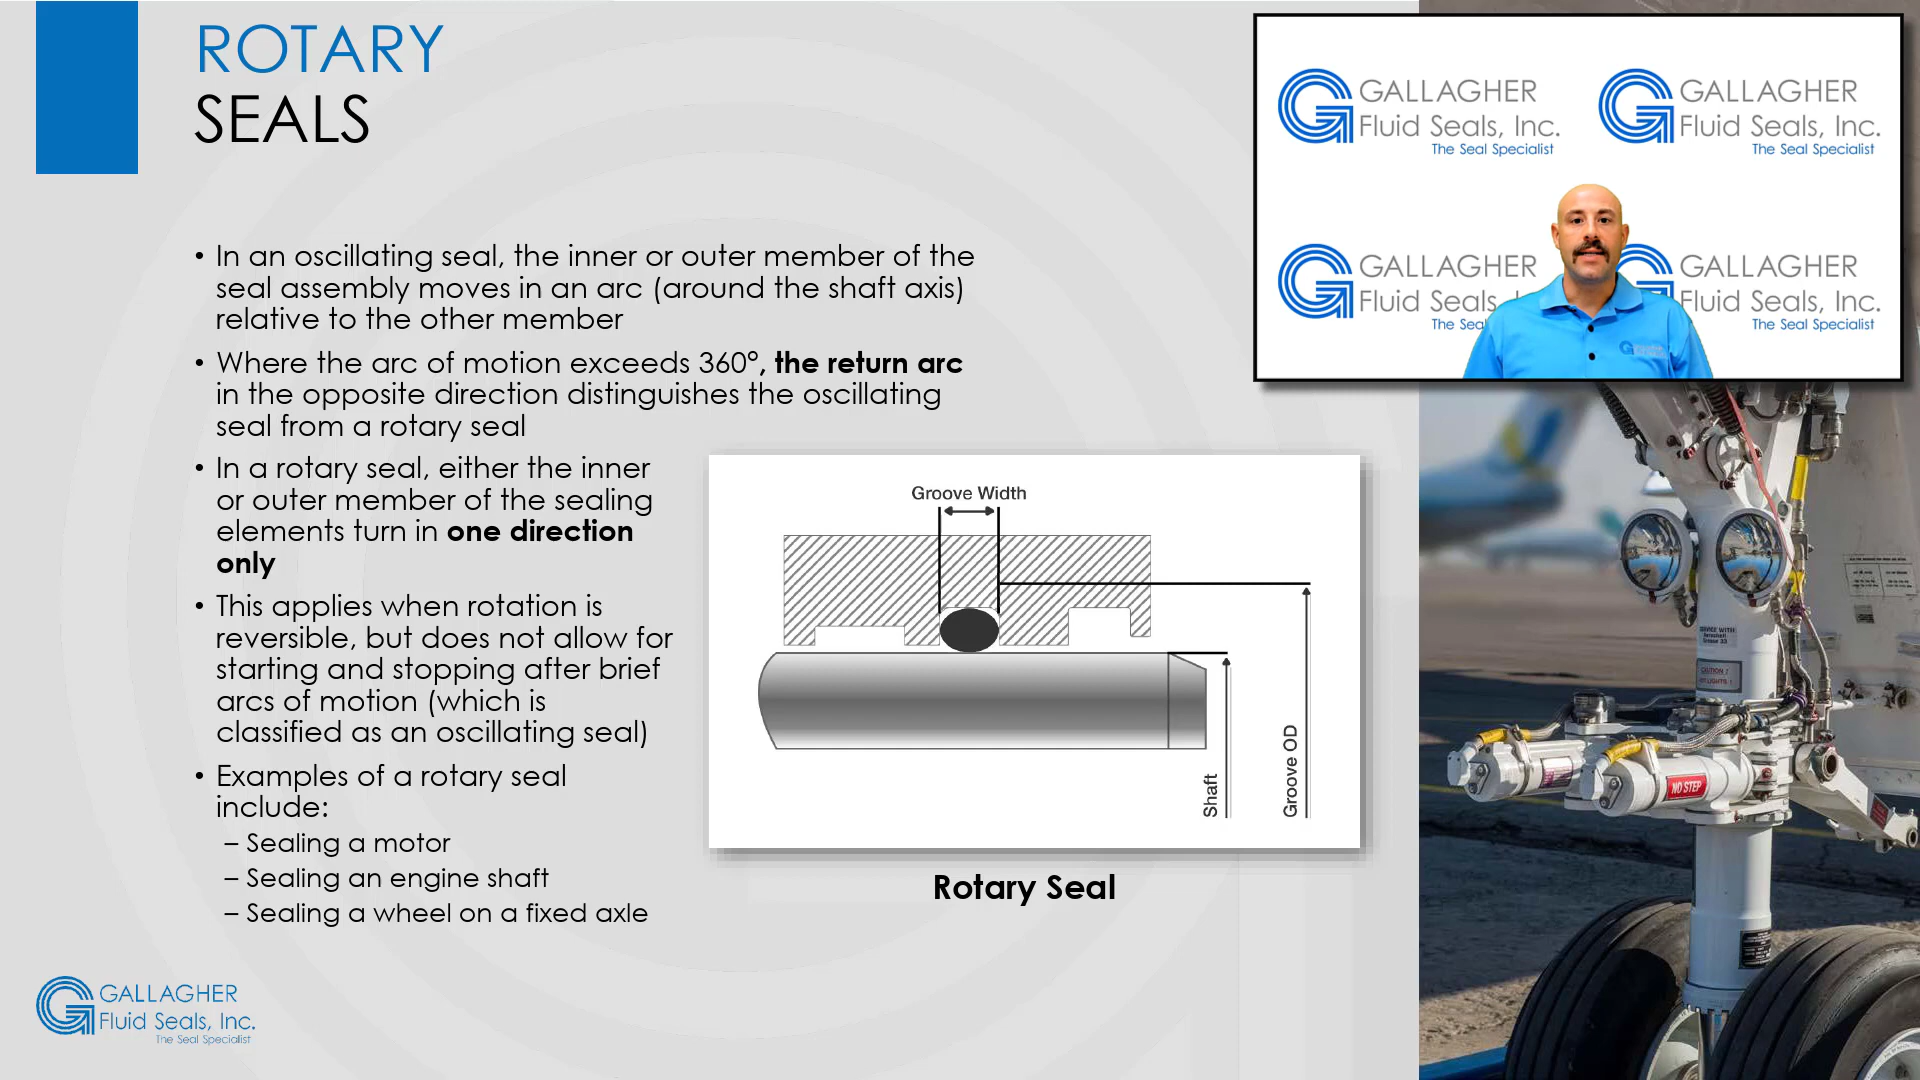 ROTARY
SEALS
• In an oscillating seal, the inner or outer member of the
seal assembly moves in an arc (around the shaft axis)
relative to the other member
• Where the arc of motion exceeds 360°, the return arc
in the opposite direction distinguishes the oscillating
seal from a rotary seal
• In a rotary seal, either the inner
or outer member of the sealing
elements turn in one direction
only
• This applies when rotation is
reversible, but does not allow for
starting and stopping after brief
arcs of motion (which is
classified as an oscillating seal)
• Examples of a rotary seal
include:
– Sealing a motor
– Sealing an engine shaft
– Sealing a wheel on a fixed axle
Groove Width
Shaft
Groove OD
Rotary Seal
GALLAGHER
Fluid Seals, Inc.
The Seal Specialist
GALLAGHER
Fluid Seals, Inc.
The Seal Specialist
GALLAGHER
Fluid Seals, Inc.
The Seal Specialist
GALLAGHER
Fluid Seals,
The
GALLAGHER
Fluid Seals, Inc.
The Seal Specialist
SERVICE WITH
CAUTION
NO STEP